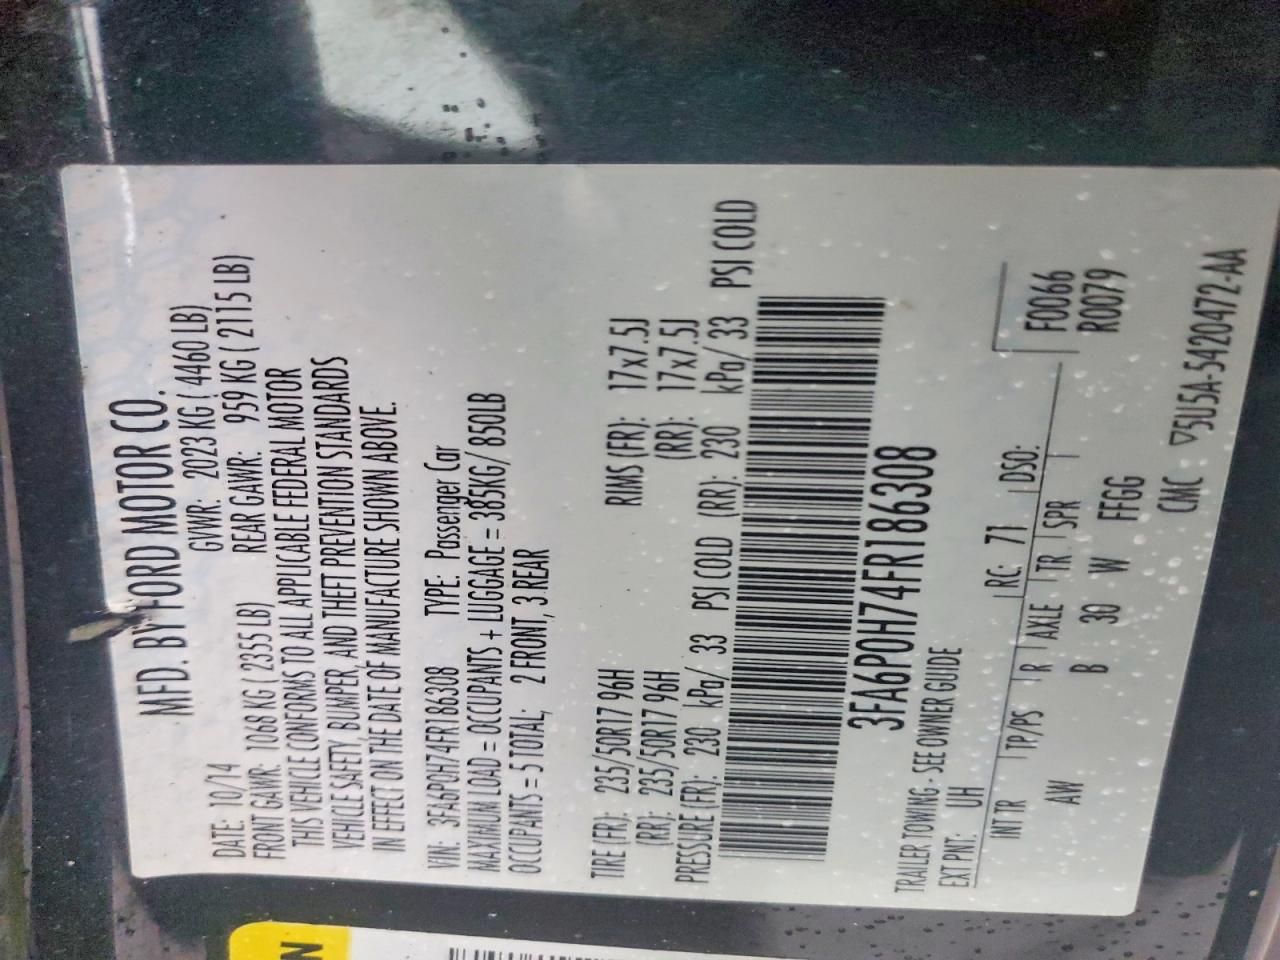 MFD. BY FORD MOTOR CO.
DATE: 10/14 GVWR: 2023 KG ( 4460 LB)
FRONT GAWR: 1068 KG ( 2355 LB) REAR GAWR: 959 KG ( 2115 LB)
THIS VEHICLE CONFORMS TO ALL APPLICABLE FEDERAL MOTOR
VEHICLE SAFETY, BUMPER, AND THEFT PREVENTION STANDARDS
IN EFFECT ON THE DATE OF MANUFACTURE SHOWN ABOVE.
VIN: 3FA6P0H74FR186308 TYPE: Passenger Car
MAXIMUM LOAD = OCCUPANTS + LUGGAGE = 385KG/ 850LB
OCCUPANTS = 5 TOTAL; 2 FRONT, 3 REAR
TIRE (FR): 235/50R17 96H RIMS (FR): 17x7.5J
(RR): 235/50R17 96H (RR): 17x7.5J
PRESSURE (FR): 230 kPa/ 33 PSI COLD (RR): 230 kPa/ 33 PSI COLD
3FA6P0H74FR186308
TRAILER TOWING - SEE OWNER GUIDE
EXT PNT: UH RC: 71 DSO:
INT TR TP/PS R AXLE TR SPR F0066
AW B 30 W FFGG R0079
CMC 5U5A-5420472-AA
N